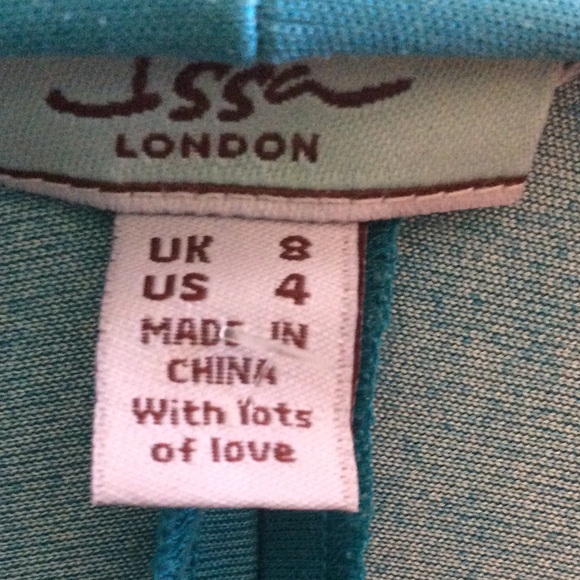 Issa
LONDON
UK 8
US 4
MADE IN
CHINA
With lots
of love